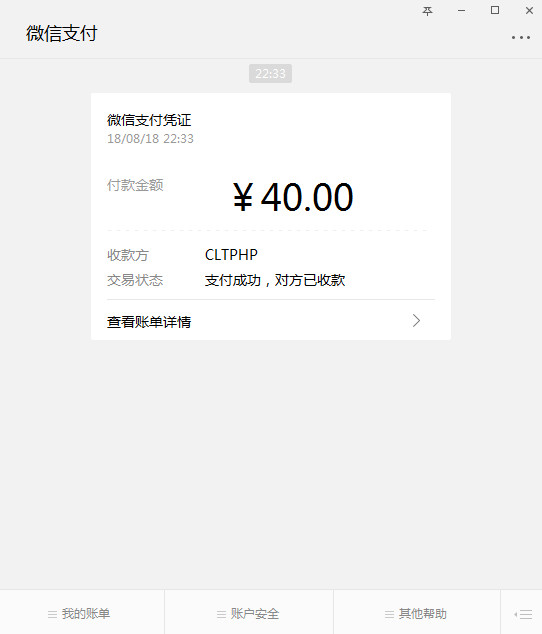 微信支付
22:33
微信支付凭证
18/08/18 22:33
付款金额 ￥40.00
收款方 CLTPHP
交易状态 支付成功，对方已收款
查看账单详情
我的账单 账户安全 其他帮助